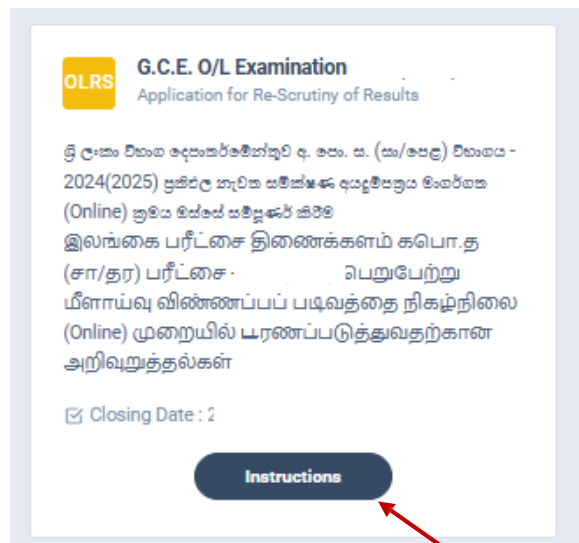 OLRS
G.C.E. O/L Examination
Application for Re-Scrutiny of Results
ශ්‍රී ලංකා විභාග දෙපාර්තමේන්තුව අ. පො. ස. (සා/පෙළ) විභාගය -
2024(2025) ප්‍රතිඵල නැවත සමීක්ෂණ අයදුම්පත්‍රය මාර්ගගත
(Online) ක්‍රමය ඔස්සේ සම්පූර්ණ කිරීම
இலங்கை பரீட்சை திணைக்களம் கபொ.த
(சா/தர) பரீட்சை பெறுபேற்று
மீளாய்வு விண்ணப்பப் படிவத்தை நிகழ்நிலை
(Online) முறையில் பூரணப்படுத்துவதற்கான
அறிவுறுத்தல்கள்
Closing Date : 2
Instructions